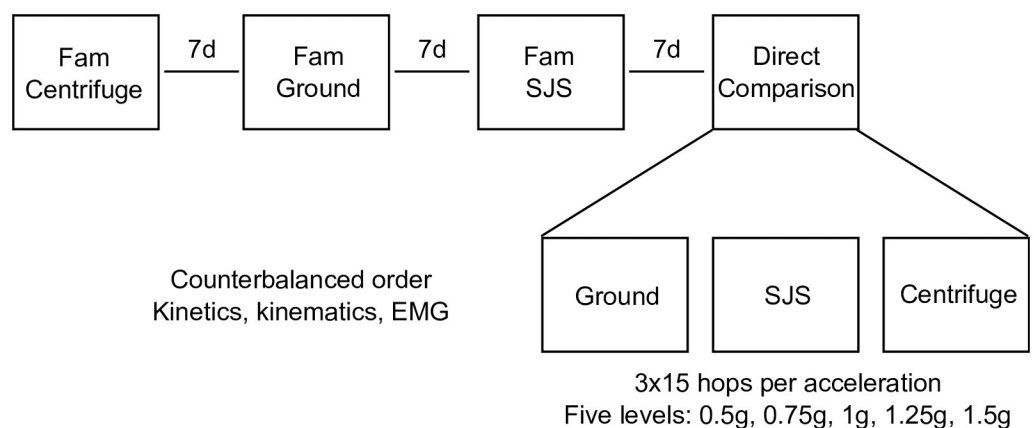 Fam
Centrifuge
7d
Fam
Ground
7d
Fam
SJS
7d
Direct
Comparison
Counterbalanced order
Kinetics, kinematics, EMG
Ground
SJS
Centrifuge
3x15 hops per acceleration
Five levels: 0.5g, 0.75g, 1g, 1.25g, 1.5g